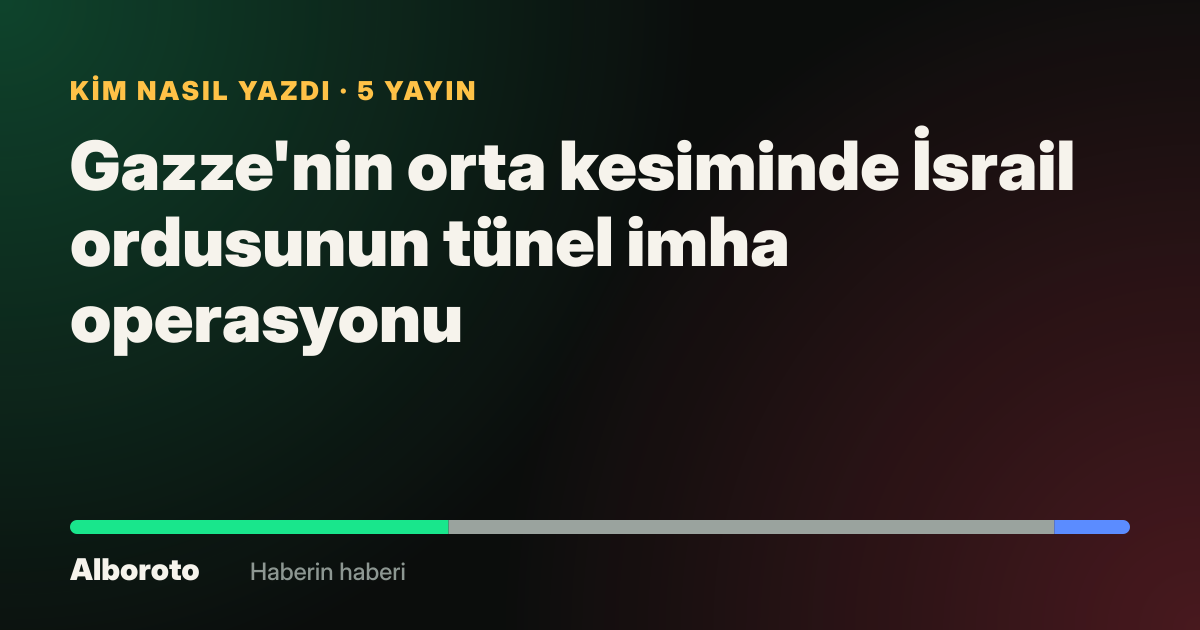 KİM NASIL YAZDI · 5 YAYIN
Gazze'nin orta kesiminde İsrail
ordusunun tünel imha
operasyonu
Alboroto
Haberin haberi